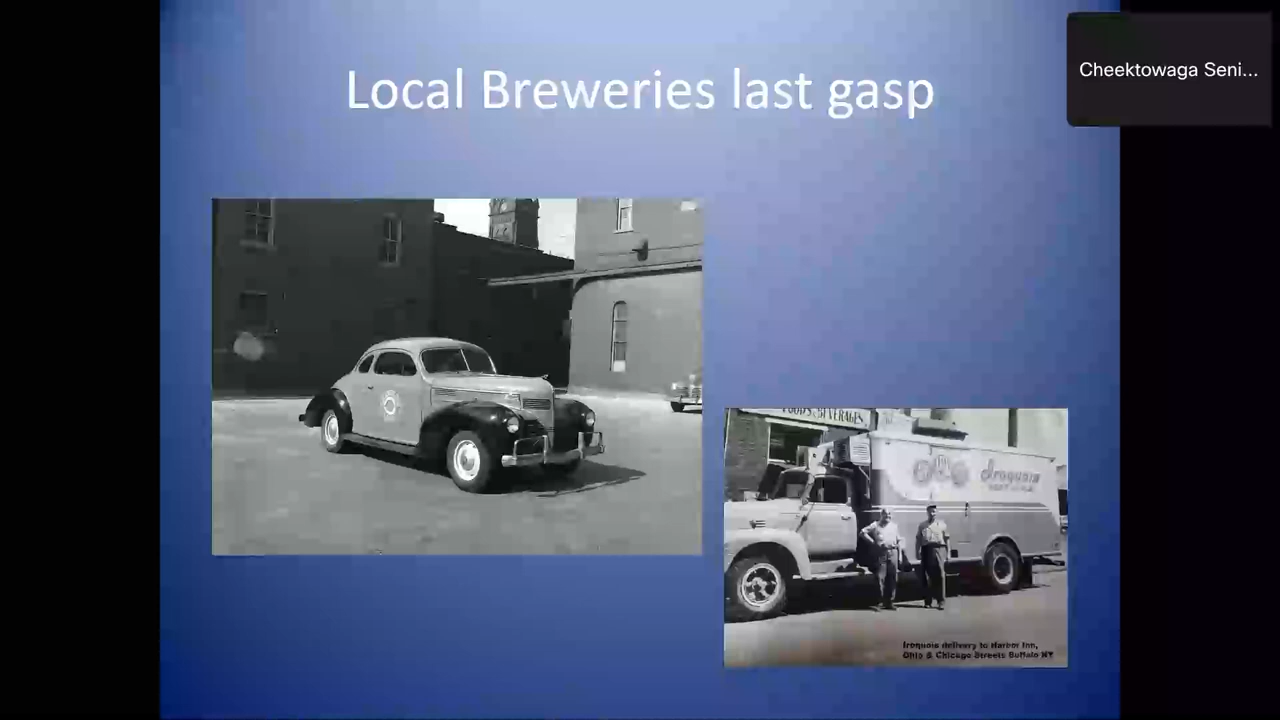 Local Breweries last gasp
Cheektowaga Seni...
FOODS & BEVERAGES
Iroquois
Iroquois delivery to Harbor Inn,
Ohio & Chicago Streets Buffalo NY